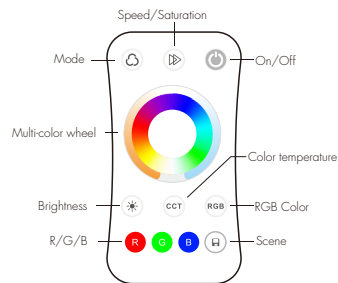 Speed/Saturation
Mode
On/Off
Multi-color wheel
Color temperature
Brightness
CCT
RGB
RGB Color
R/G/B
R
G
B
Scene